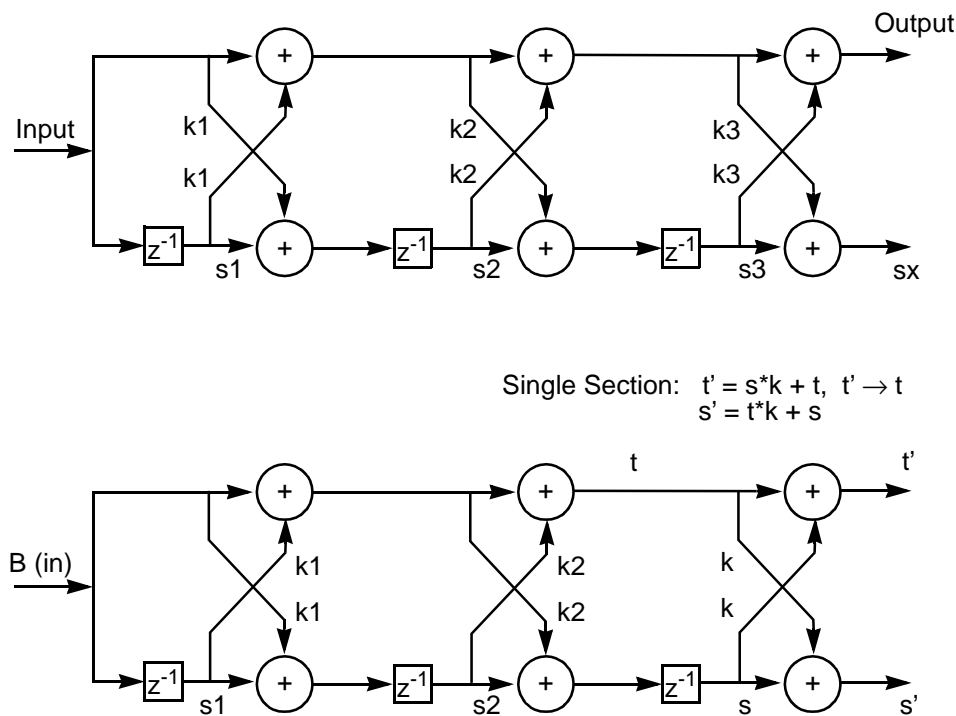 Output
+ + +
Input
k1 k2 k3
k1 k2 k3
z⁻¹ + z⁻¹ + z⁻¹ +
s1 s2 s3 sx
Single Section: t’ = s*k + t, t’ → t
s’ = t*k + s
t t’
+ + +
B (in)
k1 k2 k
k1 k2 k
z⁻¹ + z⁻¹ + z⁻¹ +
s1 s2 s s’